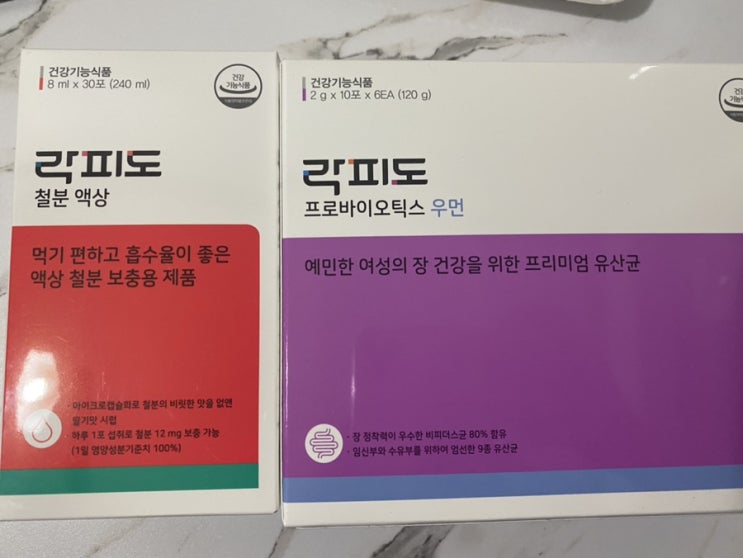 건강기능식품
8 ml x 30포 (240 ml)
건강
기능식품
락피도
철분 액상
먹기 편하고 흡수율이 좋은
액상 철분 보충용 제품
· 마이크로캡슐화로 철분의 비릿한 맛을 없앤
딸기맛 시럽
· 하루 1포 섭취로 철분 12 mg 보충 가능
(1일 영양성분기준치 100%)
건강기능식품
2 g x 10포 x 6EA (120 g)
건강
기능식
락피도
프로바이오틱스 우먼
예민한 여성의 장 건강을 위한 프리미엄 유산균
· 장 정착력이 우수한 비피더스균 80% 함유
· 임산부와 수유부를 위하여 엄선한 9종 유산균